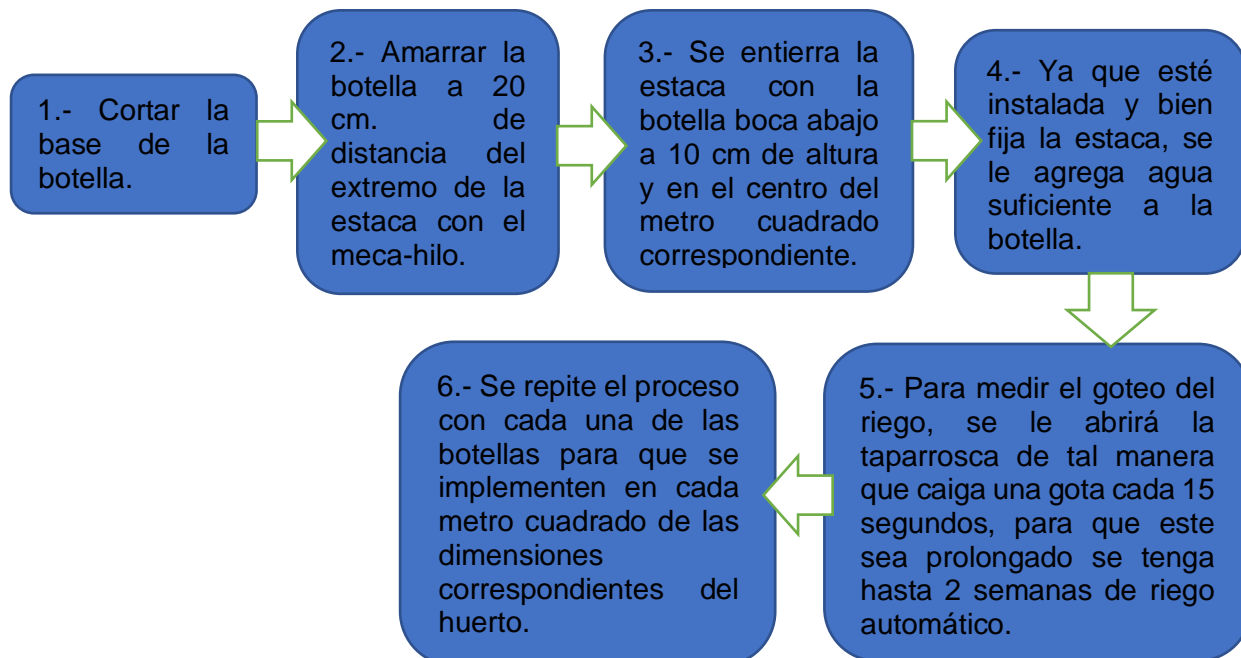 1.- Cortar la
base de la
botella.
2.- Amarrar la
botella a 20
cm. de
distancia del
extremo de la
estaca con el
meca-hilo.
3.- Se entierra la
estaca con la
botella boca abajo
a 10 cm de altura
y en el centro del
metro cuadrado
correspondiente.
4.- Ya que esté
instalada y bien
fija la estaca, se
le agrega agua
suficiente a la
botella.
5.- Para medir el goteo del
riego, se le abrirá la
taparrosca de tal manera
que caiga una gota cada 15
segundos, para que este
sea prolongado se tenga
hasta 2 semanas de riego
automático.
6.- Se repite el proceso
con cada una de las
botellas para que se
implementen en cada
metro cuadrado de las
dimensiones
correspondientes del
huerto.